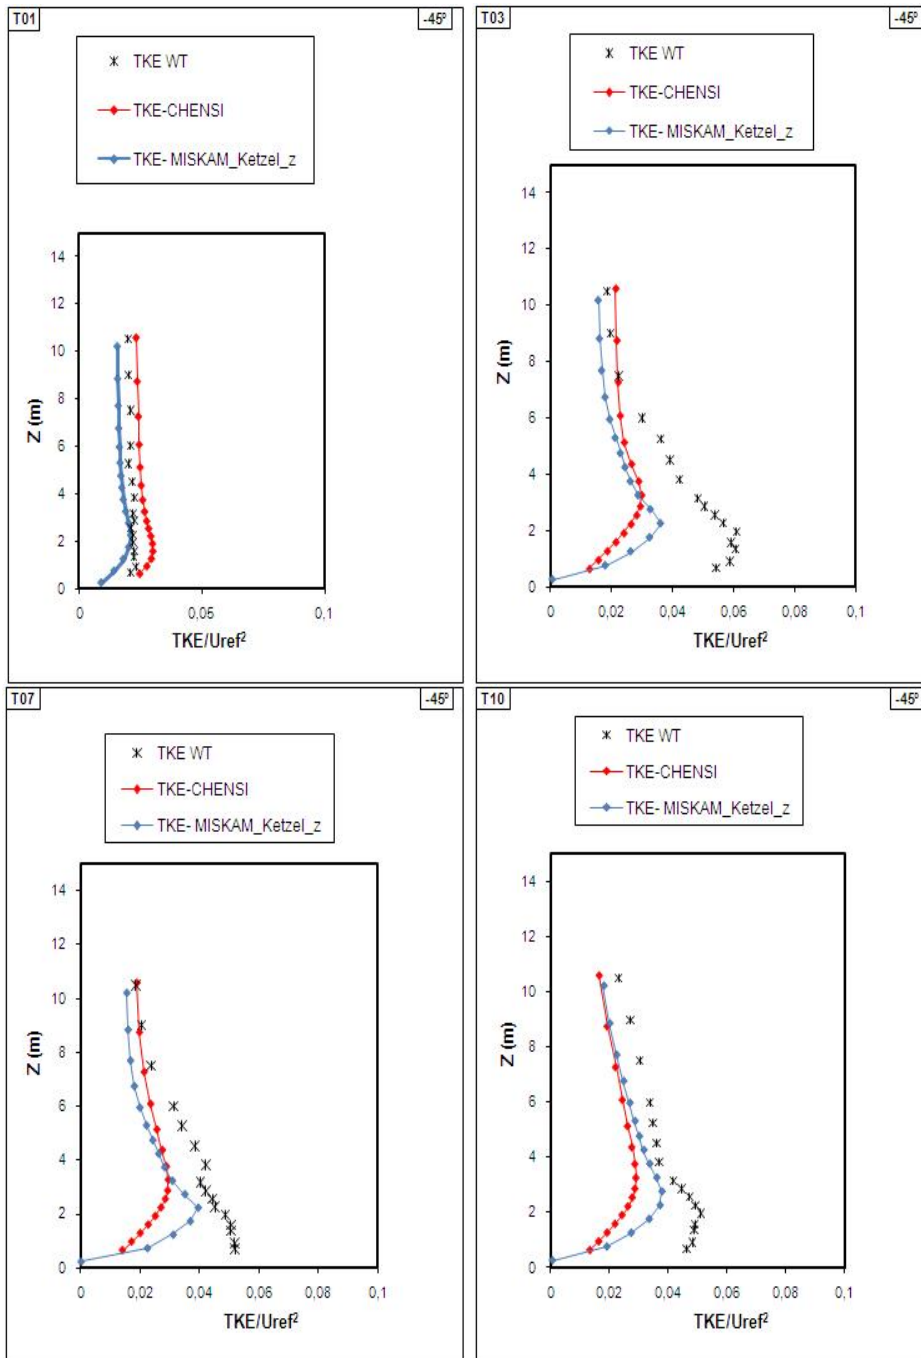 T01
-45º
TKE WT
TKE-CHENSI
TKE- MISKAM_Ketzel_z
14
12
10
8
6
4
2
0
Z (m)
0
0,05
0,1
TKE/Uref²
T03
-45º
TKE WT
TKE-CHENSI
TKE- MISKAM_Ketzel_z
14
12
10
8
6
4
2
0
Z (m)
0
0,02
0,04
0,06
0,08
0,1
TKE/Uref²
T07
-45º
TKE WT
TKE-CHENSI
TKE- MISKAM_Ketzel_z
14
12
10
8
6
4
2
0
Z (m)
0
0,02
0,04
0,06
0,08
0,1
TKE/Uref²
T10
-45º
TKE WT
TKE-CHENSI
TKE- MISKAM_Ketzel_z
14
12
10
8
6
4
2
0
Z (m)
0
0,02
0,04
0,06
0,08
0,1
TKE/Uref²